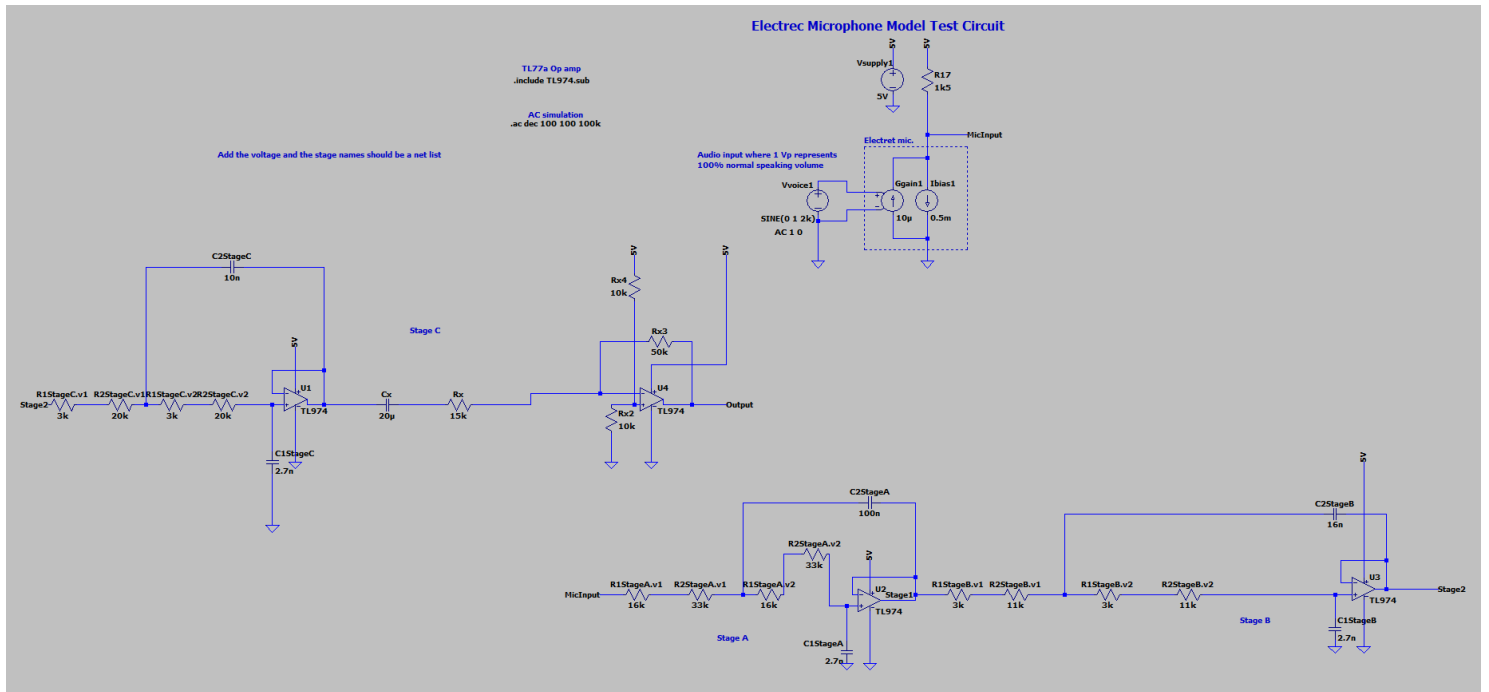 Electrec Microphone Model Test Circuit
TL77a Op amp
.include TL974.sub
AC simulation
.ac dec 100 100 100k
Add the voltage and the stage names should be a net list
5V
5V
Vsupply1
5V
R17
1k5
MicInput
Electret mic.
Audio input where 1 Vp represents
100% normal speaking volume
Vvoice1
SINE(0 1 2k)
AC 1 0
Ggain1
10µ
Ibias1
0.5m
C2StageC
10n
Stage C
5V
5V
Rx4
10k
Rx3
50k
5V
U1
TL974
Stage2
R1StageC.v1
3k
R2StageC.v1
20k
R1StageC.v2
3k
R2StageC.v2
20k
C1StageC
2.7n
Cx
20µ
Rx
15k
Rx2
10k
U4
TL974
Output
C2StageA
100n
R2StageA.v2
33k
MicInput
R1StageA.v1
16k
R2StageA.v1
33k
R1StageA.v2
16k
5V
U2
TL974
Stage1
C1StageA
2.7n
Stage A
R1StageB.v1
3k
R2StageB.v1
11k
R1StageB.v2
3k
R2StageB.v2
11k
C2StageB
16n
5V
U3
TL974
Stage2
C1StageB
2.7n
Stage B